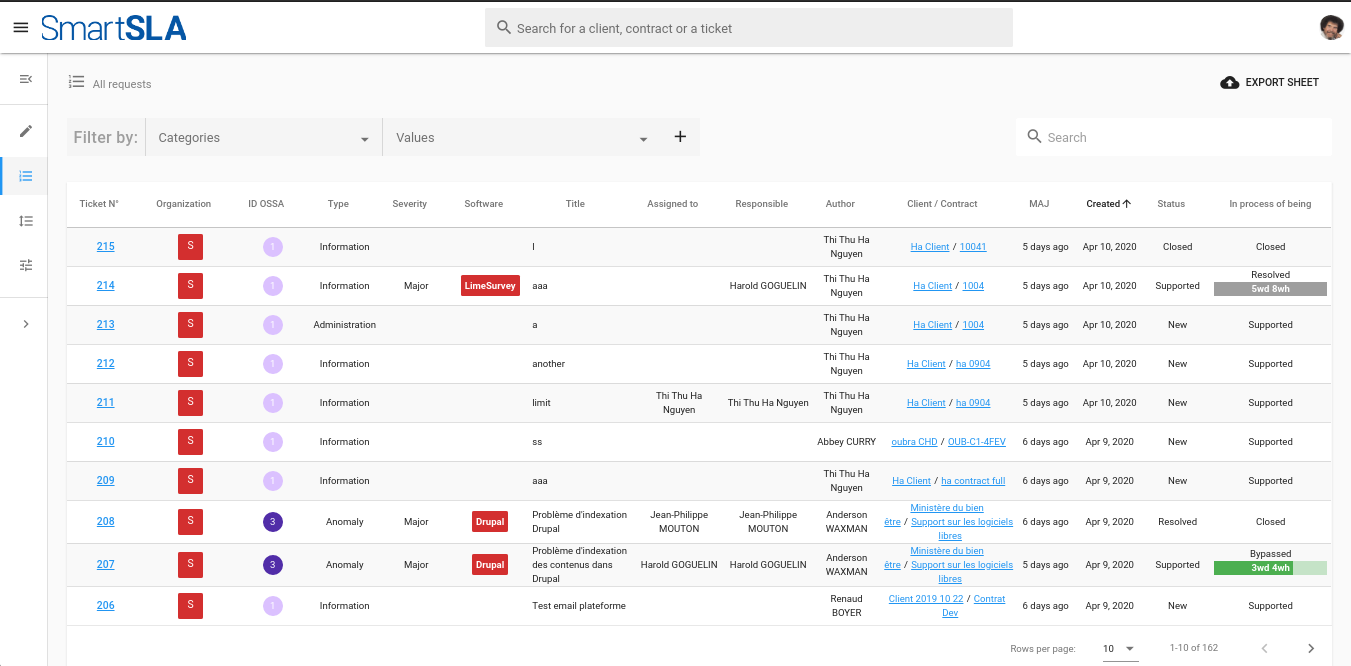 SmartSLA
Search for a client, contract or a ticket
All requests
EXPORT SHEET
Filter by:
Categories
Values
+
Search
Ticket N° Organization ID OSSA Type Severity Software Title Assigned to Responsible Author Client / Contract MAJ Created Status In process of being
215 S 1 Information I Thi Thu Ha Nguyen Ha Client / 10041 5 days ago Apr 10, 2020 Closed Closed
214 S 1 Information Major LimeSurvey aaa Harold GOGUELIN Thi Thu Ha Nguyen Ha Client / 1004 5 days ago Apr 10, 2020 Supported Resolved 5wd 8wh
213 S 1 Administration a Thi Thu Ha Nguyen Ha Client / 1004 5 days ago Apr 10, 2020 New Supported
212 S 1 Information another Thi Thu Ha Nguyen Ha Client / ha 0904 5 days ago Apr 10, 2020 New Supported
211 S 1 Information limit Thi Thu Ha Nguyen Thi Thu Ha Nguyen Thi Thu Ha Nguyen Ha Client / ha 0904 5 days ago Apr 10, 2020 New Supported
210 S 1 Information ss Abbey CURRY oubra CHD / OUB-C1-4FEV 6 days ago Apr 9, 2020 New Supported
209 S 1 Information aaa Thi Thu Ha Nguyen Ha Client / ha contract full 6 days ago Apr 9, 2020 New Supported
208 S 3 Anomaly Major Drupal Problème d'indexation Drupal Jean-Philippe MOUTON Jean-Philippe MOUTON Anderson WAXMAN Ministère du bien être / Support sur les logiciels libres 6 days ago Apr 9, 2020 Resolved Closed
207 S 3 Anomaly Major Drupal Problème d'indexation des contenus dans Drupal Harold GOGUELIN Harold GOGUELIN Anderson WAXMAN Ministère du bien être / Support sur les logiciels libres 5 days ago Apr 9, 2020 Supported Bypassed 3wd 4wh
206 S 1 Information Test email plateforme Renaud BOYER Client 2019 10 22 / Contrat Dev 6 days ago Apr 9, 2020 New Supported
Rows per page: 10 1-10 of 162